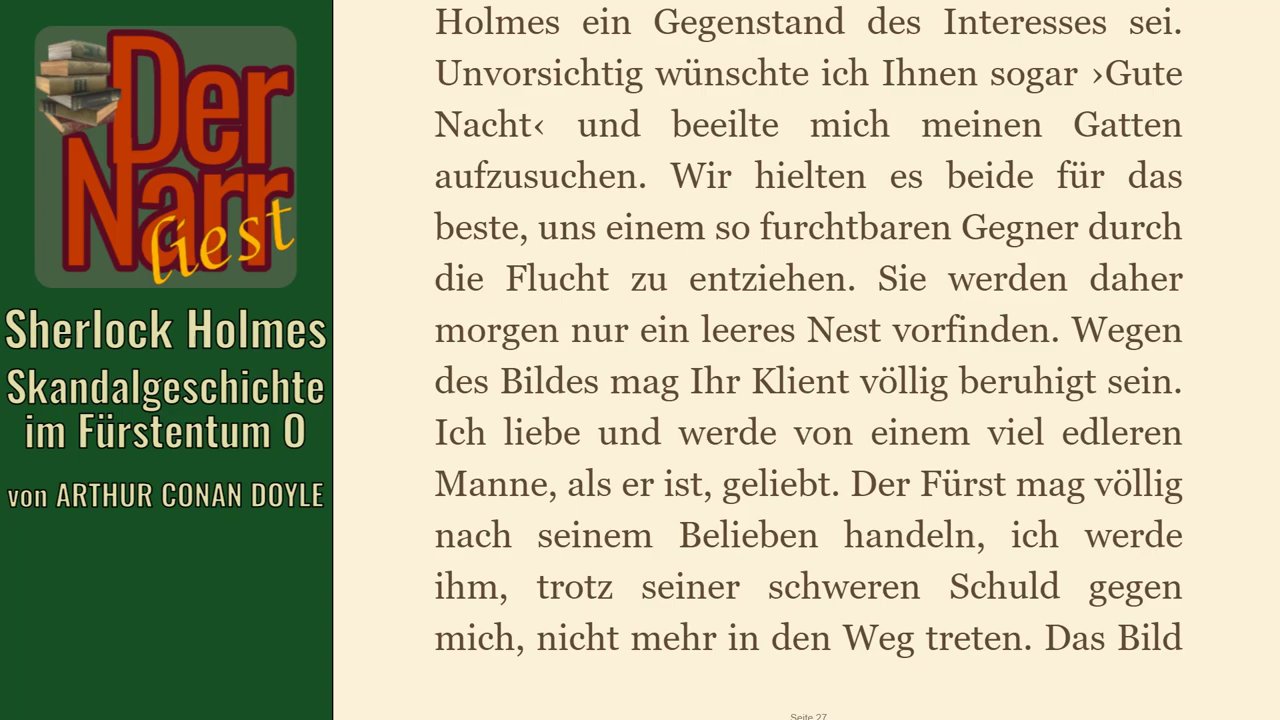 Der
Narr
liest
Sherlock Holmes
Skandalgeschichte
im Fürstentum O
von ARTHUR CONAN DOYLE
Holmes ein Gegenstand des Interesses sei.
Unvorsichtig wünschte ich Ihnen sogar ›Gute
Nacht‹ und beeilte mich meinen Gatten
aufzusuchen. Wir hielten es beide für das
beste, uns einem so furchtbaren Gegner durch
die Flucht zu entziehen. Sie werden daher
morgen nur ein leeres Nest vorfinden. Wegen
des Bildes mag Ihr Klient völlig beruhigt sein.
Ich liebe und werde von einem viel edleren
Manne, als er ist, geliebt. Der Fürst mag völlig
nach seinem Belieben handeln, ich werde
ihm, trotz seiner schweren Schuld gegen
mich, nicht mehr in den Weg treten. Das Bild
Seite 27